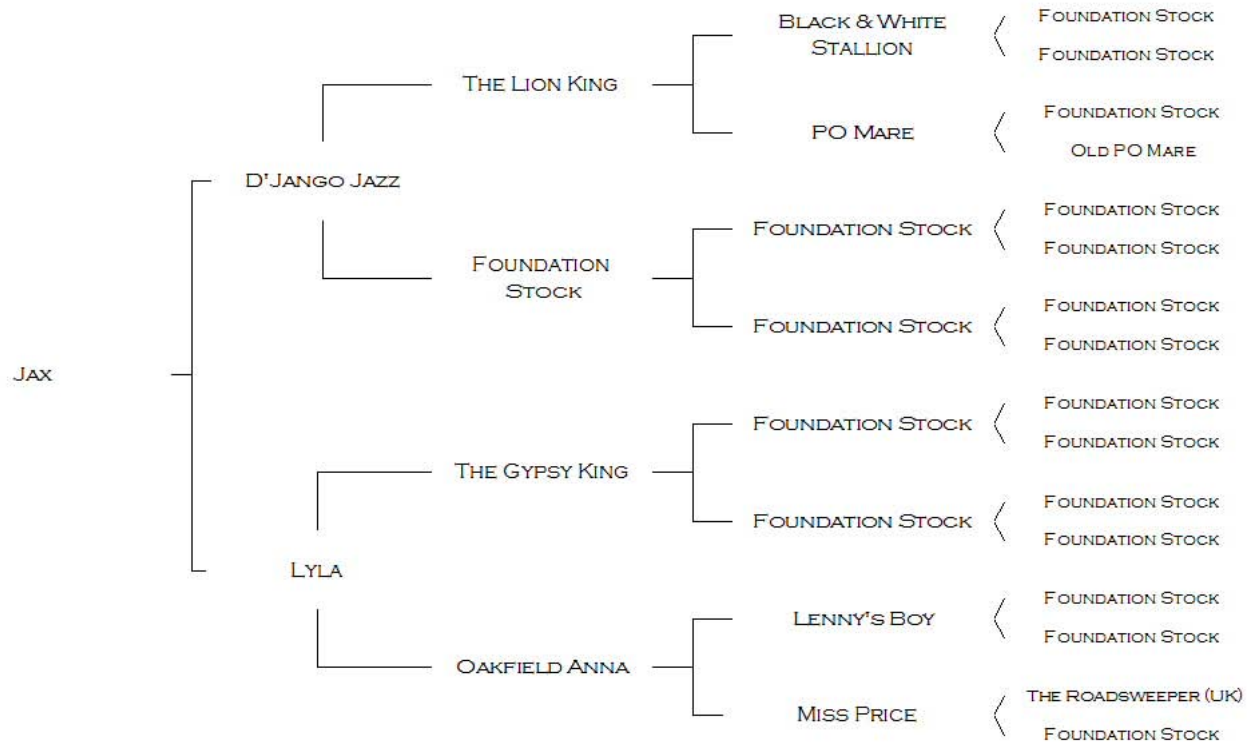 Foundation Stock
Black & White
Stallion
Foundation Stock
The Lion King
Foundation Stock
PO Mare
Old PO Mare
D'Jango Jazz
Foundation Stock
Foundation Stock
Foundation Stock
Foundation
Stock
Foundation Stock
Foundation Stock
Foundation Stock
Jax
Foundation Stock
Foundation Stock
Foundation Stock
The Gypsy King
Foundation Stock
Foundation Stock
Foundation Stock
Lyla
Foundation Stock
Lenny's Boy
Foundation Stock
Oakfield Anna
The Roadsweeper (UK)
Miss Price
Foundation Stock